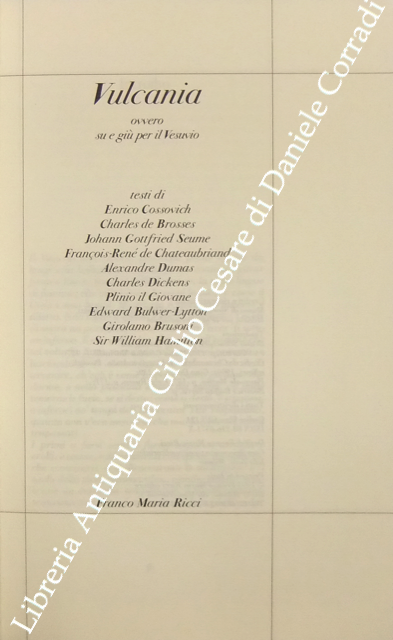 Vulcania
ovvero
su e giù per il Vesuvio
testi di
Enrico Cossovich
Charles de Brosses
Johann Gottfried Seume
François-René de Chateaubriand
Alexandre Dumas
Charles Dickens
Plinio il Giovane
Edward Bulwer-Lytton
Girolamo Brusoni
Sir William Hamilton
Franco Maria Ricci
Libreria Antiquaria Giulio Cesare di Daniele Corradi